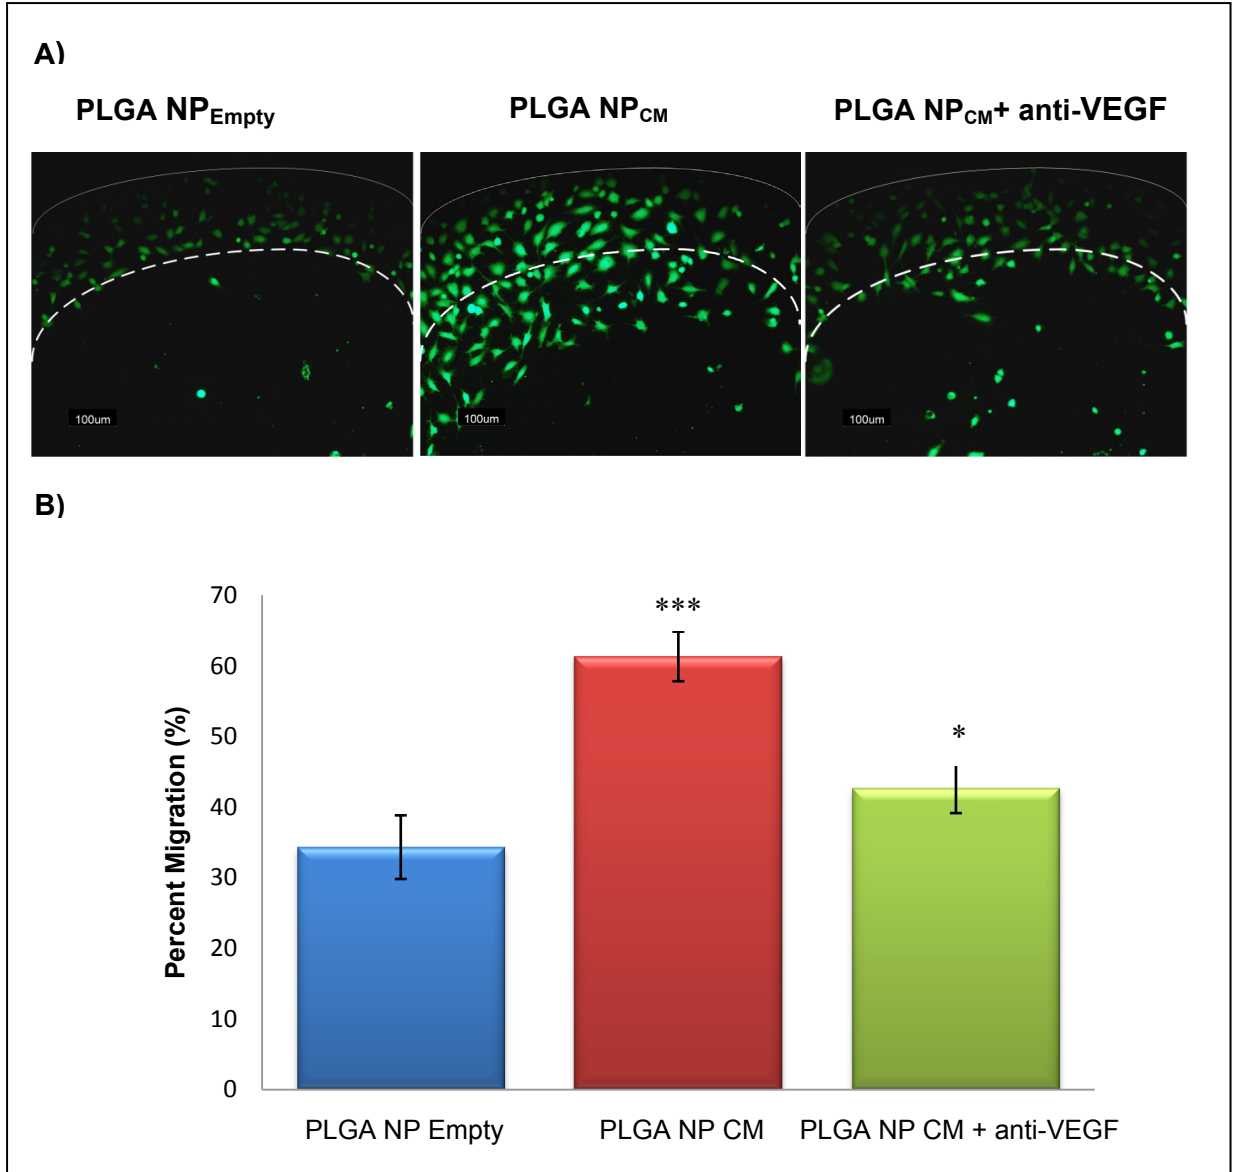 A)
PLGA NPEmpty
PLGA NPCM
PLGA NPCM+ anti-VEGF
100um
100um
100um
B)
Percent Migration (%)
70
60
50
40
30
20
10
0
***
*
PLGA NP Empty
PLGA NP CM
PLGA NP CM + anti-VEGF